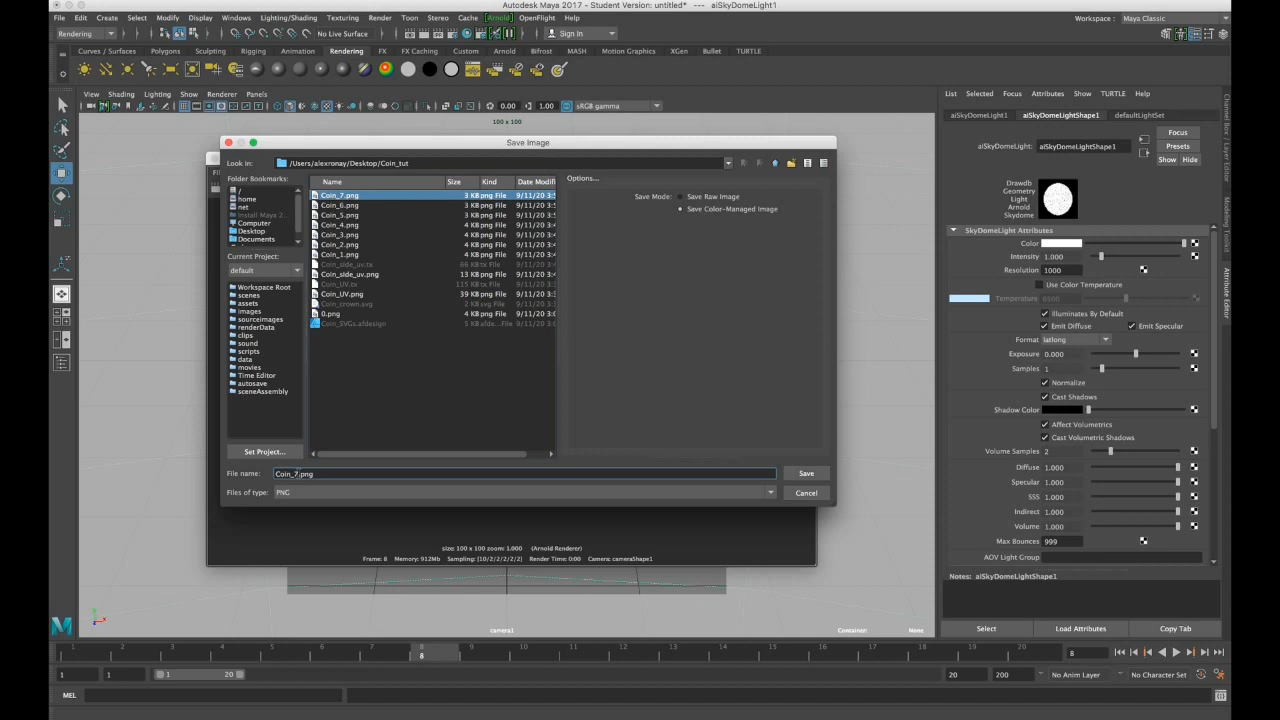 Autodesk Maya 2017 - Student Version: untitled* --- aiSkyDomeLight1
File Edit Create Select Modify Display Windows Lighting/Shading Texturing Render Toon Stereo Cache Arnold OpenFlight Help
Workspace : Maya Classic
Rendering No Live Surface Sign In
Curves / Surfaces Polygons Sculpting Rigging Animation Rendering FX FX Caching Custom Arnold Bifrost MASH Motion Graphics XGen Bullet TURTLE
View Shading Lighting Show Renderer Panels
0.00 1.00 sRGB gamma
100 x 100
Save Image
Look in: /Users/alexronay/Desktop/Coin_tut
Folder Bookmarks:
/
home
net
Install Maya 2...
Computer
Desktop
Documents
Current Project:
default
Workspace Root
scenes
assets
images
sourceimages
renderData
clips
sound
scripts
data
movies
Time Editor
autosave
sceneAssembly
Set Project...
Name Size Kind Date Modifi
Coin_7.png 3 KB png File 9/11/20 3:5
Coin_6.png 3 KB png File 9/11/20 3:
Coin_5.png 3 KB png File 9/11/20 3:
Coin_4.png 4 KB png File 9/11/20 3:
Coin_3.png 4 KB png File 9/11/20 3:4
Coin_2.png 4 KB png File 9/11/20 3:4
Coin_1.png 4 KB png File 9/11/20 3:4
Coin_side_uv.tx 66 KB tx File 9/11/20 3:4
Coin_side_uv.png 13 KB png File 9/11/20 3:4
Coin_UV.tx 115 KB tx File 9/11/20 3:
Coin_UV.png 39 KB png File 9/11/20 3:
Coin_crown.svg 2 KB svg File 9/11/20 3:
0.png 4 KB png File 9/11/20 3:0
Coin_SVGs.afdesign 5 KB afde...File 9/11/20 3:0
Options...
Save Mode: Save Raw Image
Save Color-Managed Image
File name: Coin_7.png Save
Files of type: PNG Cancel
size: 100 x 100 zoom: 1.000 (Arnold Renderer)
Frame: 8 Memory: 912Mb Sampling: [10/2/2/2/2/2] Render Time: 0:00 Camera: cameraShape1
camera1
Container: None
List Selected Focus Attributes Show TURTLE Help
aiSkyDomeLight1 aiSkyDomeLightShape1 defaultLightSet
aiSkyDomeLight: aiSkyDomeLightShape1
Focus
Presets
Show Hide
Drawdb
Geometry
Light
Arnold
Skydome
SkyDomeLight Attributes
Color
Intensity 1.000
Resolution 1000
Use Color Temperature
Temperature 6500
Illuminates By Default
Emit Diffuse Emit Specular
Format latlong
Exposure 0.000
Samples 1
Normalize
Cast Shadows
Shadow Color
Affect Volumetrics
Cast Volumetric Shadows
Volume Samples 2
Diffuse 1.000
Specular 1.000
SSS 1.000
Indirect 1.000
Volume 1.000
Max Bounces 999
AOV Light Group
Notes: aiSkyDomeLightShape1
Select Load Attributes Copy Tab
Channel Box / Layer Editor
Modeling Toolkit
Attribute Editor
1 2 3 4 5 6 7 8 9 10 11 12 13 14 15 16 17 18 19 20
8 8
1 1 1 20 20 200 No Anim Layer No Character Set
MEL